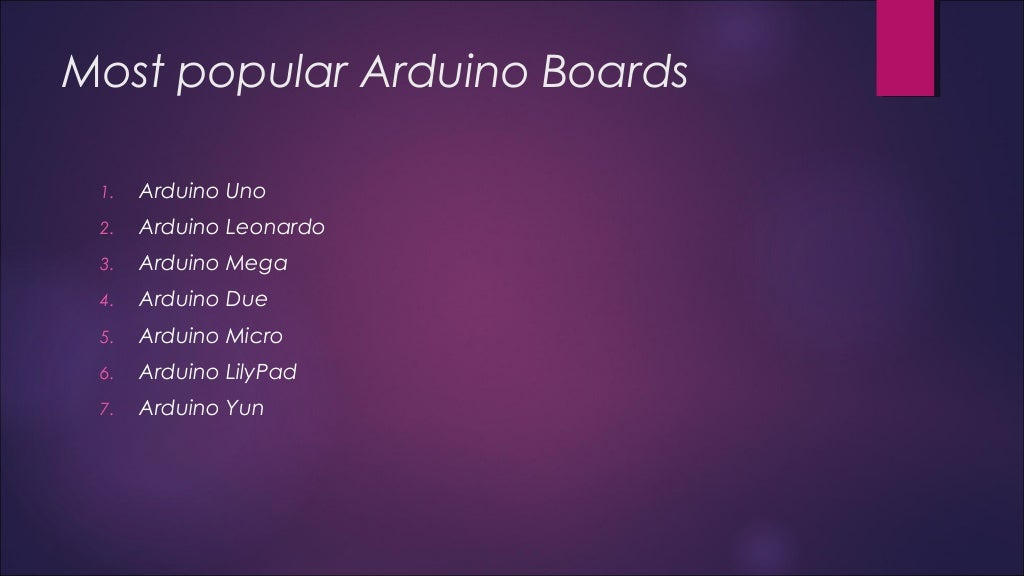 Most popular Arduino Boards
1. Arduino Uno
2. Arduino Leonardo
3. Arduino Mega
4. Arduino Due
5. Arduino Micro
6. Arduino LilyPad
7. Arduino Yun